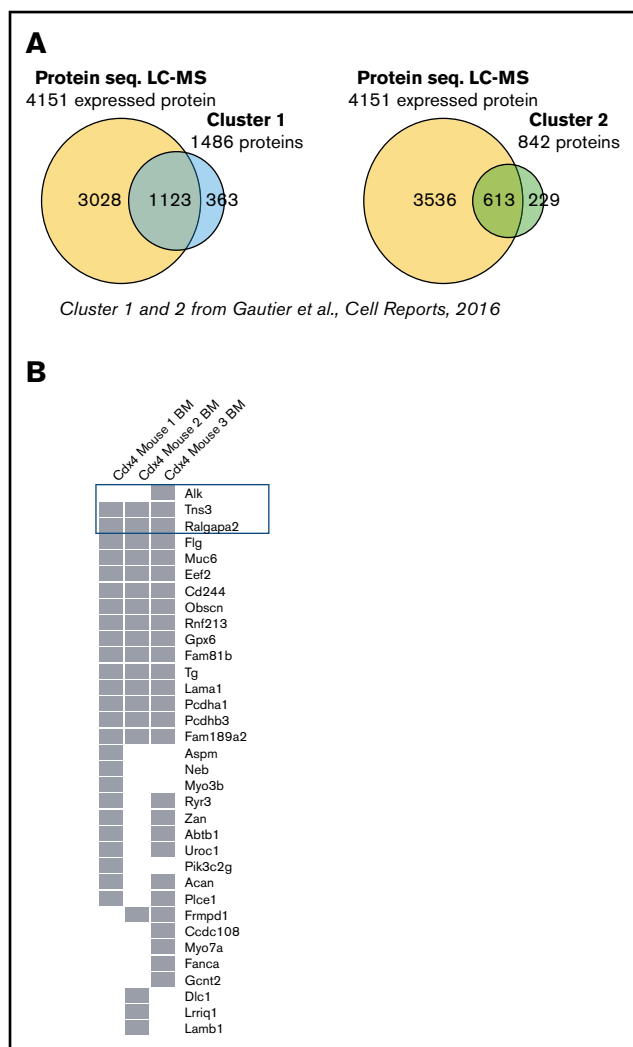 A
Protein seq. LC-MS
4151 expressed protein
Cluster 1
1486 proteins
3028
1123
363
Protein seq. LC-MS
4151 expressed protein
Cluster 2
842 proteins
3536
613
229
Cluster 1 and 2 from Gautier et al., Cell Reports, 2016
B
Cdx4 Mouse 1 BM
Cdx4 Mouse 2 BM
Cdx4 Mouse 3 BM
Alk
Tns3
Ralgapa2
Flg
Muc6
Eef2
Cd244
Obscn
Rnf213
Gpx6
Fam81b
Tg
Lama1
Pcdha1
Pcdhb3
Fam189a2
Aspm
Neb
Myo3b
Ryr3
Zan
Abtb1
Uroc1
Pik3c2g
Acan
Plce1
Frmpd1
Ccdc108
Myo7a
Fanca
Gcnt2
Dlc1
Lrriq1
Lamb1